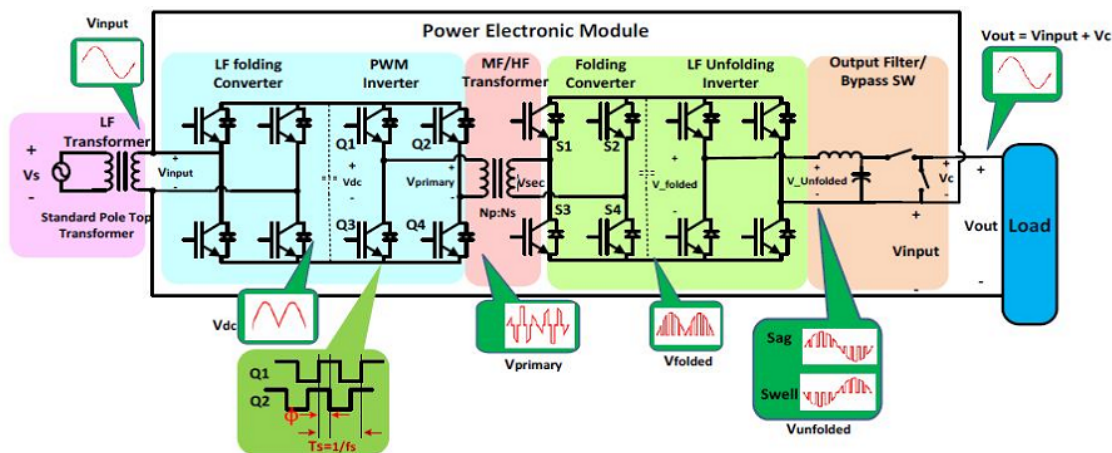 Vinput
Power Electronic Module
Vout = Vinput + Vc
LF folding
Converter
PWM
Inverter
MF/HF
Transformer
Folding
Converter
LF Unfolding
Inverter
Output Filter/
Bypass SW
LF
Transformer
+
Vs
-
+
Vinput
-
Standard Pole Top
Transformer
Q1
Q2
+
Vdc
-
Q3
Q4
+
Vprimary
-
Np:Ns
Vsec
S1
S2
S3
S4
+
V_folded
-
+
V_Unfolded
-
+
Vc
-
+
Vinput
-
+
Vout
-
Load
Vdc
Vprimary
Vfolded
Q1
Q2
Φ
Ts=1/fs
Sag
Swell
Vunfolded